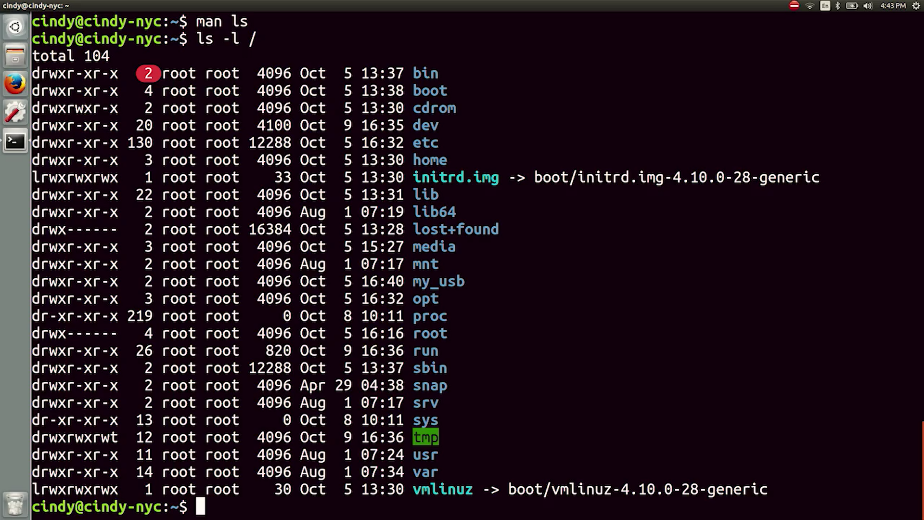 cindy@cindy-nyc: ~
En
4:43 PM
cindy@cindy-nyc:~$ man ls
cindy@cindy-nyc:~$ ls -l /
total 104
drwxr-xr-x 2 root root 4096 Oct 5 13:37 bin
drwxr-xr-x 4 root root 4096 Oct 5 13:38 boot
drwxrwxr-x 2 root root 4096 Oct 5 13:30 cdrom
drwxr-xr-x 20 root root 4100 Oct 9 16:35 dev
drwxr-xr-x 130 root root 12288 Oct 5 16:32 etc
drwxr-xr-x 3 root root 4096 Oct 5 13:30 home
lrwxrwxrwx 1 root root 33 Oct 5 13:30 initrd.img -> boot/initrd.img-4.10.0-28-generic
drwxr-xr-x 22 root root 4096 Oct 5 13:31 lib
drwxr-xr-x 2 root root 4096 Aug 1 07:19 lib64
drwx------ 2 root root 16384 Oct 5 13:28 lost+found
drwxr-xr-x 3 root root 4096 Oct 5 15:27 media
drwxr-xr-x 2 root root 4096 Aug 1 07:17 mnt
drwxr-xr-x 2 root root 4096 Oct 5 16:40 my_usb
drwxr-xr-x 3 root root 4096 Oct 5 16:32 opt
dr-xr-xr-x 219 root root 0 Oct 8 10:11 proc
drwx------ 4 root root 4096 Oct 5 16:16 root
drwxr-xr-x 26 root root 820 Oct 9 16:36 run
drwxr-xr-x 2 root root 12288 Oct 5 13:37 sbin
drwxr-xr-x 2 root root 4096 Apr 29 04:38 snap
drwxr-xr-x 2 root root 4096 Aug 1 07:17 srv
dr-xr-xr-x 13 root root 0 Oct 8 10:11 sys
drwxrwxrwt 12 root root 4096 Oct 9 16:36 tmp
drwxr-xr-x 11 root root 4096 Aug 1 07:24 usr
drwxr-xr-x 14 root root 4096 Aug 1 07:34 var
lrwxrwxrwx 1 root root 30 Oct 5 13:30 vmlinuz -> boot/vmlinuz-4.10.0-28-generic
cindy@cindy-nyc:~$